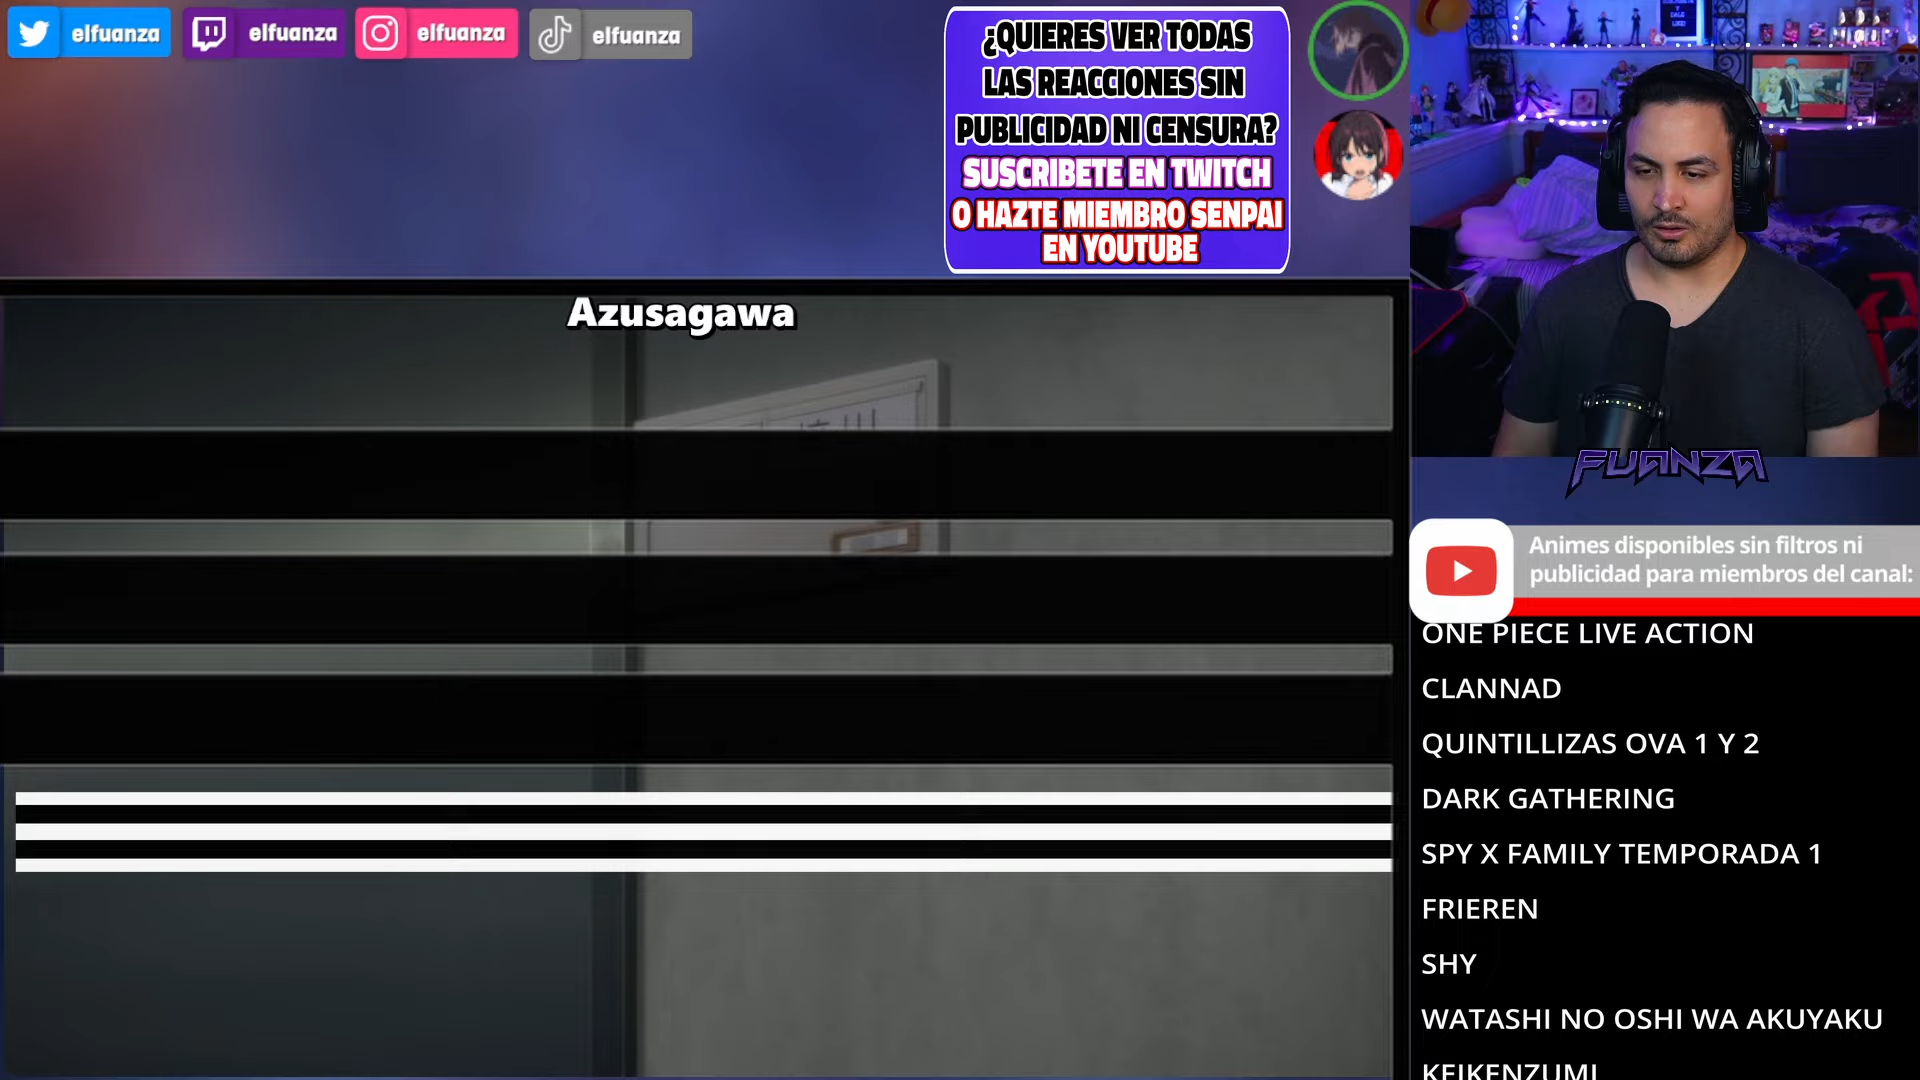 elfuanza
elfuanza
elfuanza
elfuanza
¿QUIERES VER TODAS
LAS REACCIONES SIN
PUBLICIDAD NI CENSURA?
SUSCRIBETE EN TWITCH
O HAZTE MIEMBRO SENPAI
EN YOUTUBE
Azusagawa
FUANZA
Animes disponibles sin filtros ni
publicidad para miembros del canal:
ONE PIECE LIVE ACTION
CLANNAD
QUINTILLIZAS OVA 1 Y 2
DARK GATHERING
SPY X FAMILY TEMPORADA 1
FRIEREN
SHY
WATASHI NO OSHI WA AKUYAKU
KEIKENZUMI